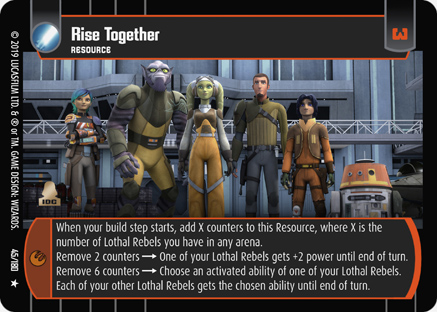 Rise Together
RESOURCE
3
© 2019 LUCASFILM LTD. & ® or TM. GAME DESIGN: WIZARDS.
45/180
When your build step starts, add X counters to this Resource, where X is the
number of Lothal Rebels you have in any arena.
Remove 2 counters → One of your Lothal Rebels gets +2 power until end of turn.
Remove 6 counters → Choose an activated ability of one of your Lothal Rebels.
Each of your other Lothal Rebels gets the chosen ability until end of turn.